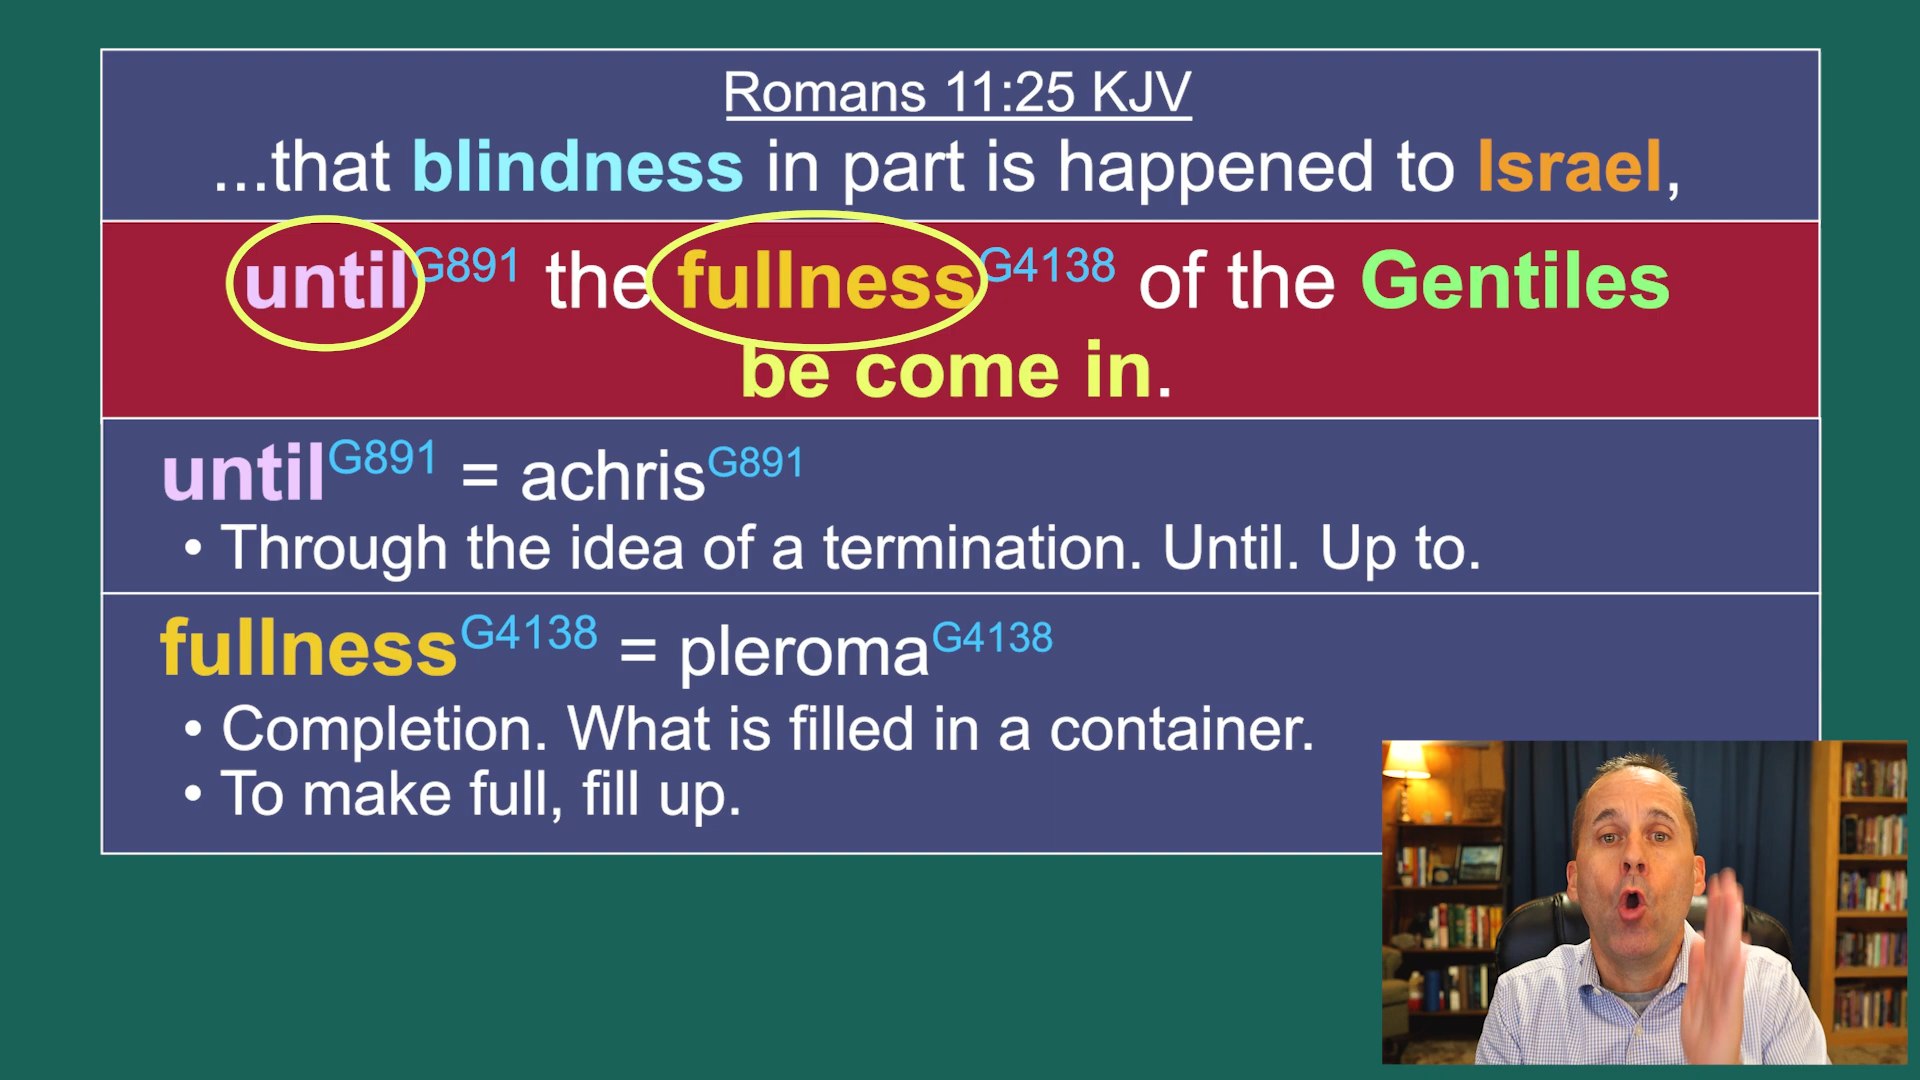 Romans 11:25 KJV
...that blindness in part is happened to Israel,
untilG891 the fullnessG4138 of the Gentiles
be come in.
untilG891 = achrisG891
• Through the idea of a termination. Until. Up to.
fullnessG4138 = pleromaG4138
• Completion. What is filled in a container.
• To make full, fill up.